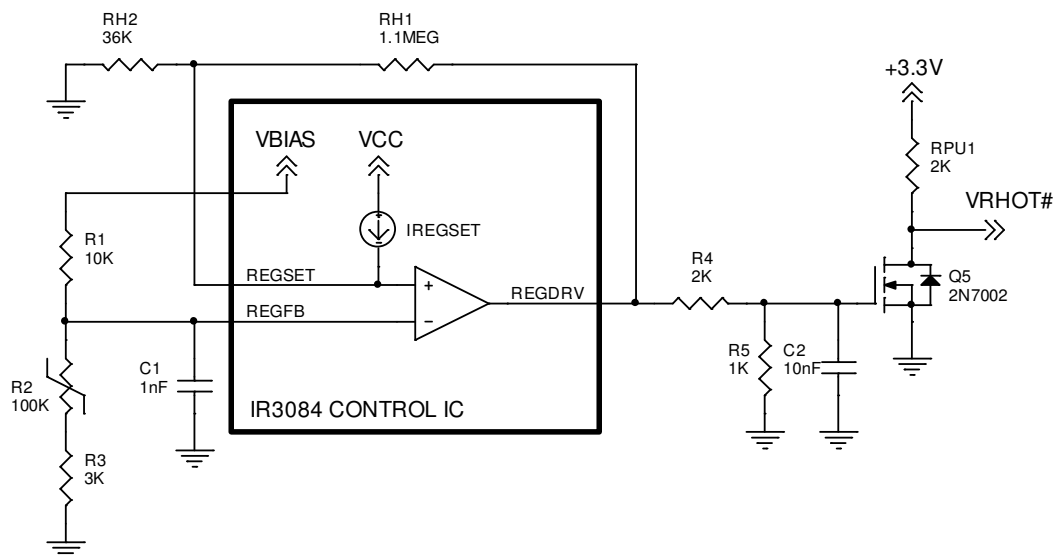 RH2
36K
RH1
1.1MEG
+3.3V
RPU1
2K
VRHOT#
VBIAS
VCC
IREGSET
R1
10K
REGSET
+
REGFB
−
REGDRV
R4
2K
Q5
2N7002
R2
100K
C1
1nF
R5
1K
C2
10nF
IR3084 CONTROL IC
R3
3K